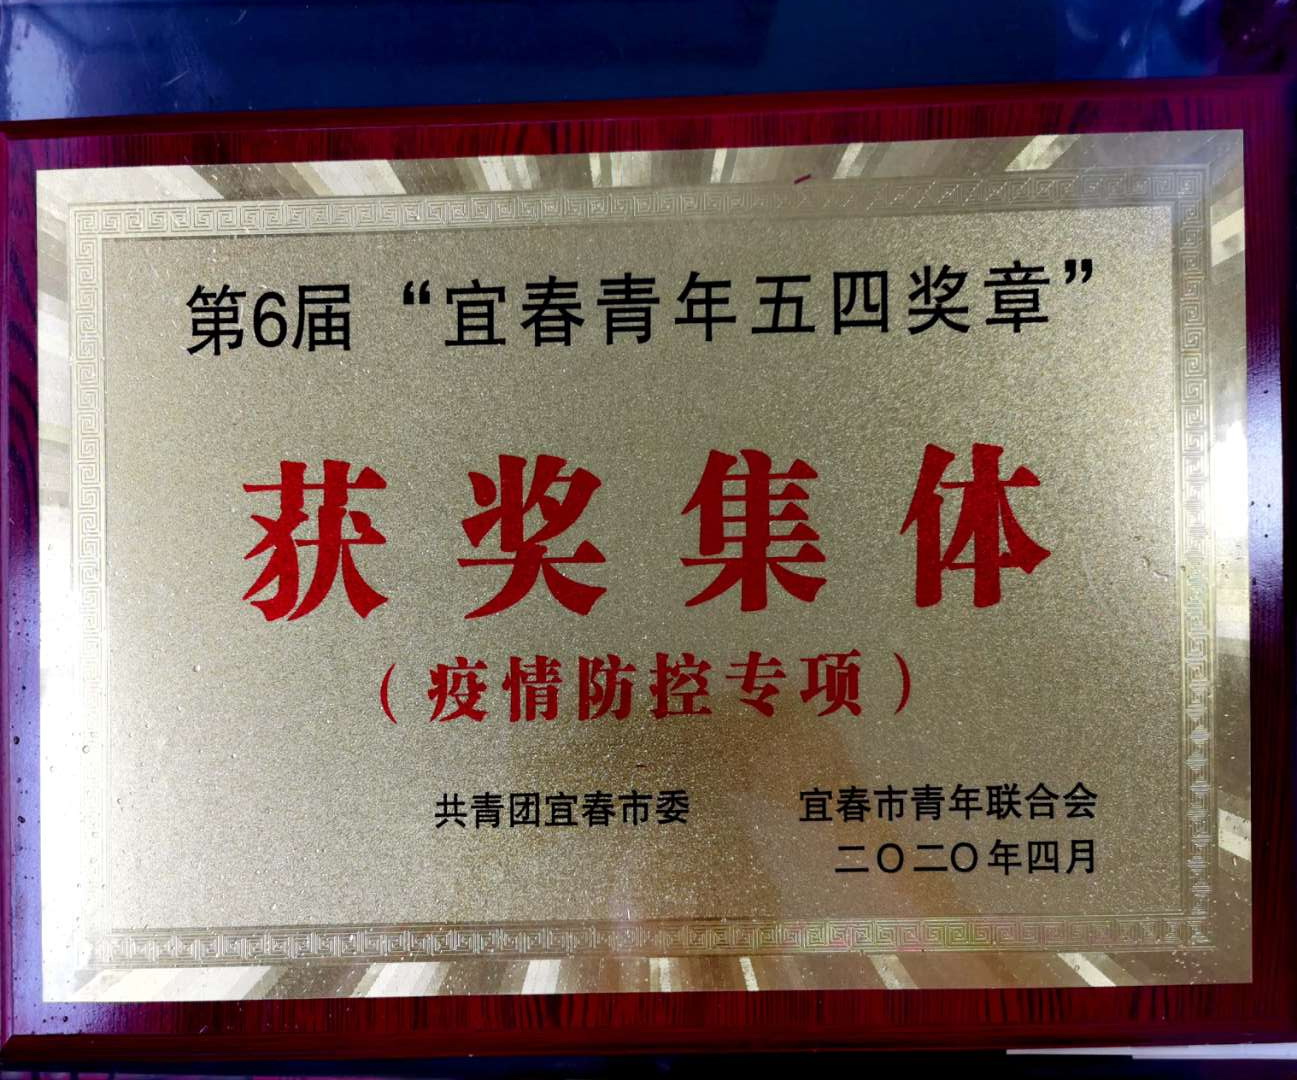 第6届“宜春青年五四奖章”
获奖集体
（疫情防控专项）
共青团宜春市委 宜春市青年联合会
二〇二〇年四月